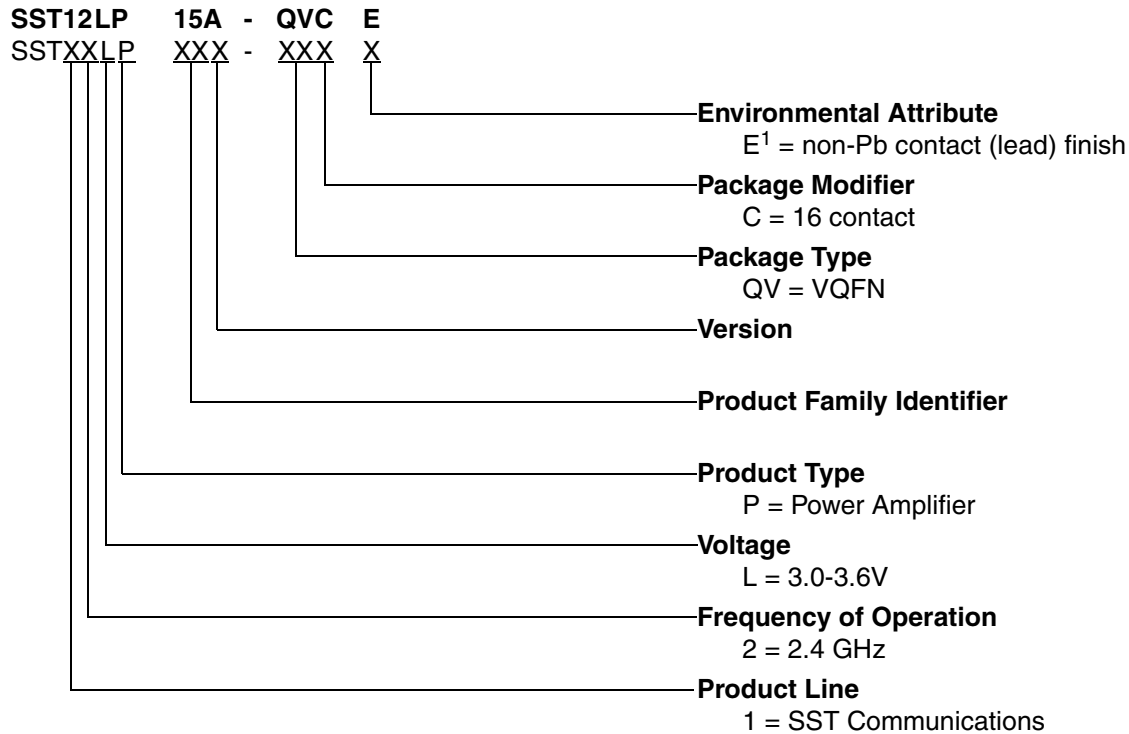 SST12LP 15A - QVC E
SSTXXLP XXX - XXX X
Environmental Attribute
E1 = non-Pb contact (lead) finish
Package Modifier
C = 16 contact
Package Type
QV = VQFN
Version
Product Family Identifier
Product Type
P = Power Amplifier
Voltage
L = 3.0-3.6V
Frequency of Operation
2 = 2.4 GHz
Product Line
1 = SST Communications